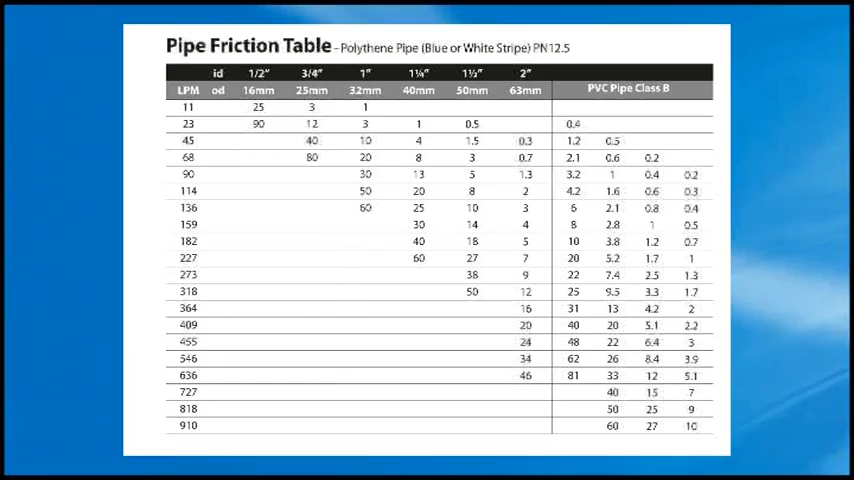 Pipe Friction Table - Polythene Pipe (Blue or White Stripe) PN12.5
id 1/2" 3/4" 1" 1¼" 1½" 2" PVC Pipe Class B
LPM od 16mm 25mm 32mm 40mm 50mm 63mm
11 25 3 1
23 90 12 3 1 0.5 0.4
45 40 10 4 1.5 0.3 1.2 0.5
68 80 20 8 3 0.7 2.1 0.6 0.2
90 30 13 5 1.3 3.2 1 0.4 0.2
114 50 20 8 2 4.2 1.6 0.6 0.3
136 60 25 10 3 6 2.1 0.8 0.4
159 30 14 4 8 2.8 1 0.5
182 40 18 5 10 3.8 1.2 0.7
227 60 27 7 20 5.2 1.7 1
273 38 9 22 7.4 2.5 1.3
318 50 12 25 9.5 3.3 1.7
364 16 31 13 4.2 2
409 20 40 20 5.1 2.2
455 24 48 22 6.4 3
546 34 62 26 8.4 3.9
636 46 81 33 12 5.1
727 40 15 7
818 50 25 9
910 60 27 10